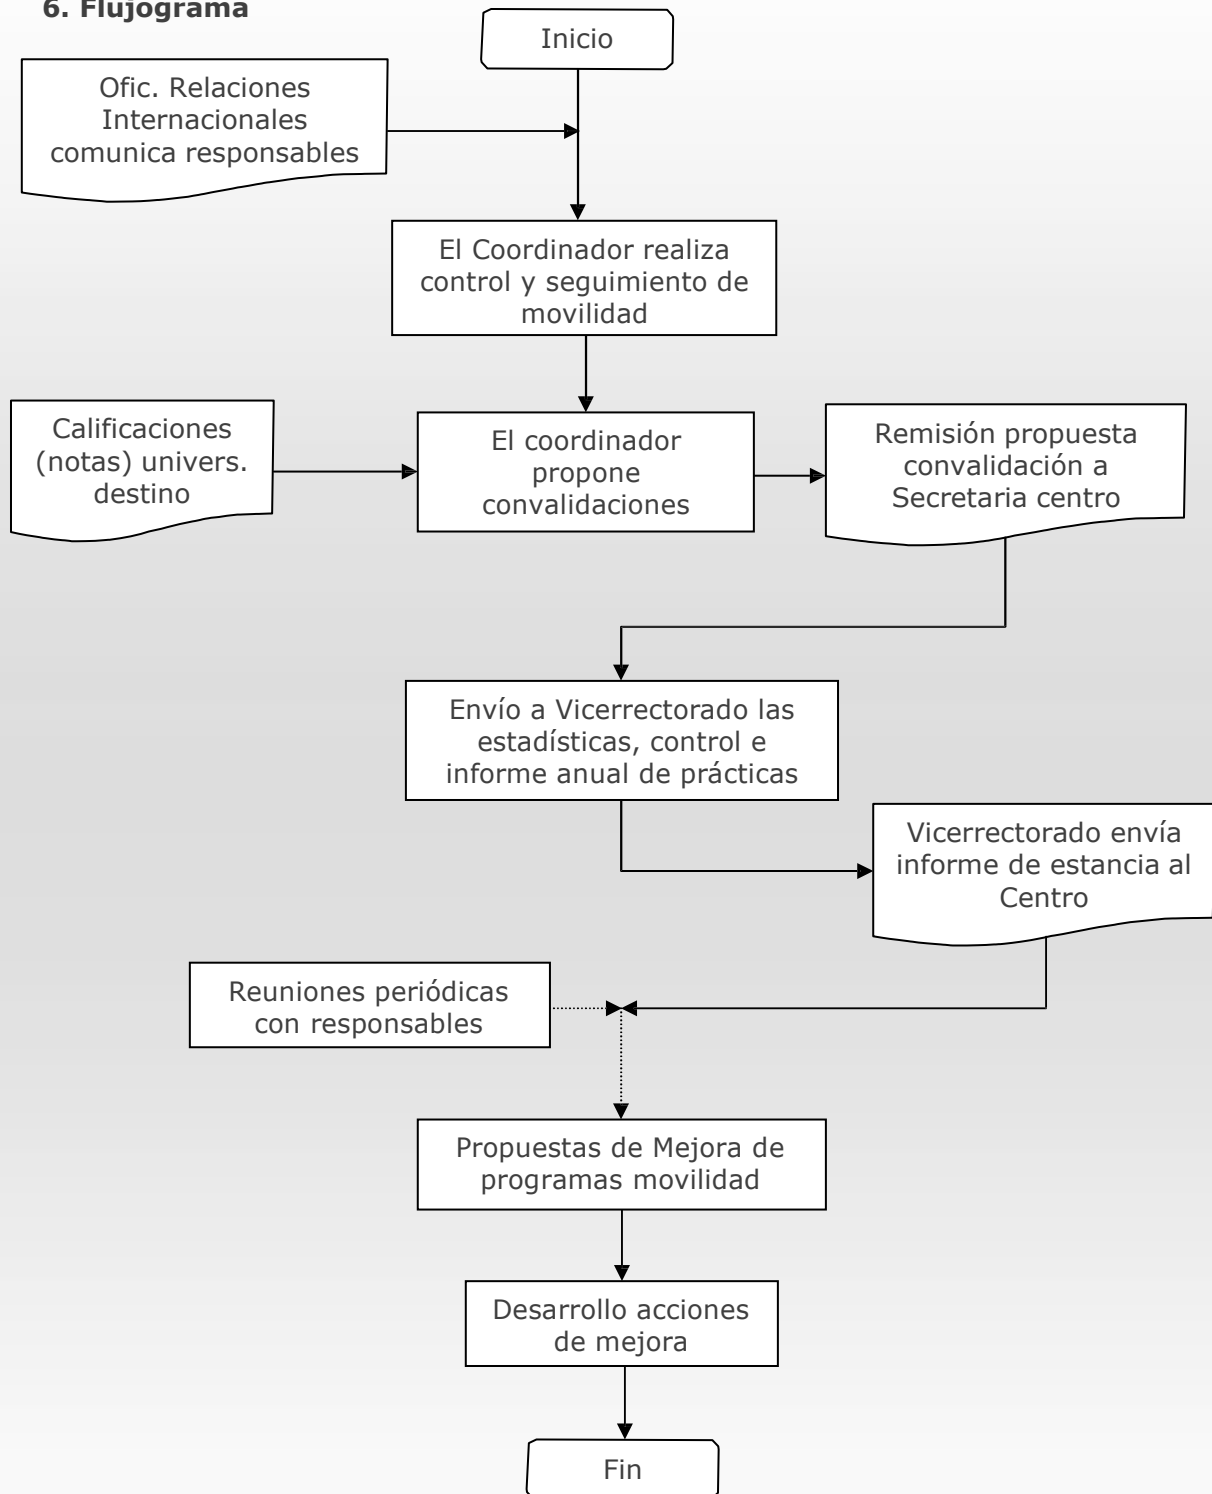 6. Flujograma
Inicio
Ofic. Relaciones
Internacionales
comunica responsables
El Coordinador realiza
control y seguimiento de
movilidad
Calificaciones
(notas) univers.
destino
El coordinador
propone
convalidaciones
Remisión propuesta
convalidación a
Secretaria centro
Envío a Vicerrectorado las
estadísticas, control e
informe anual de prácticas
Vicerrectorado envía
informe de estancia al
Centro
Reuniones periódicas
con responsables
Propuestas de Mejora de
programas movilidad
Desarrollo acciones
de mejora
Fin